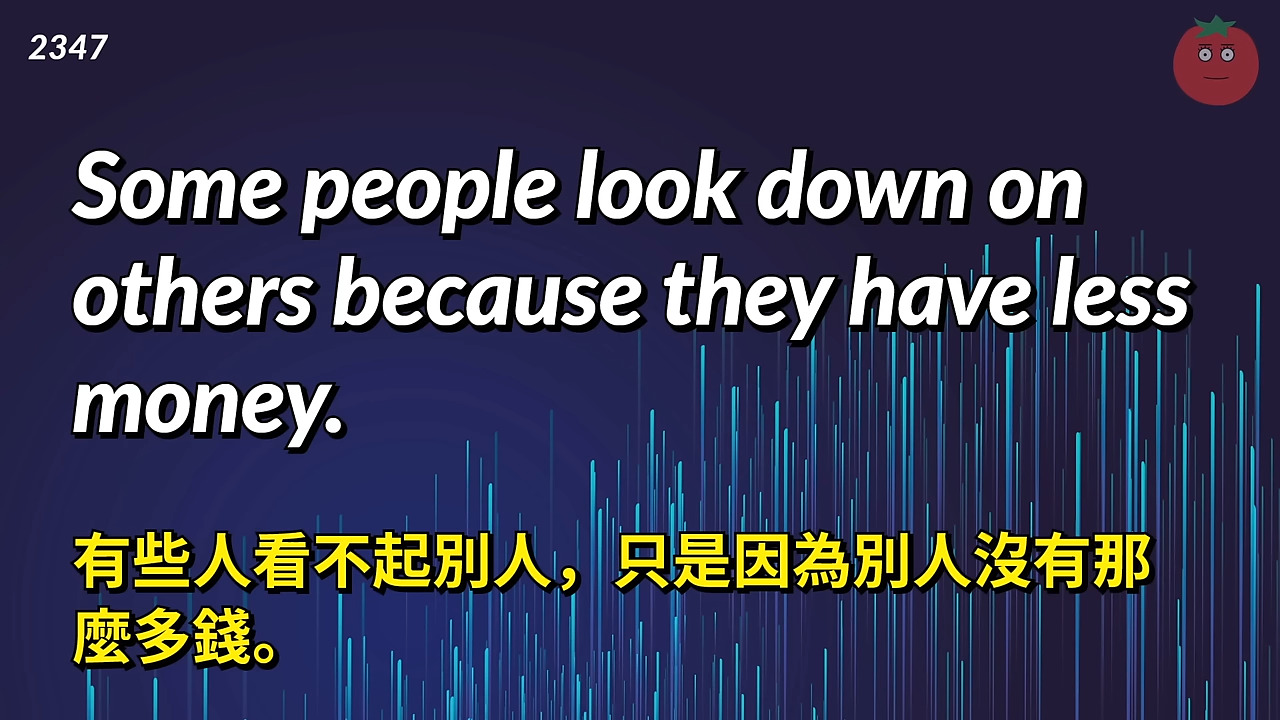 2347
Some people look down on
others because they have less
money.
有些人看不起別人，只是因為別人沒有那
麼多錢。